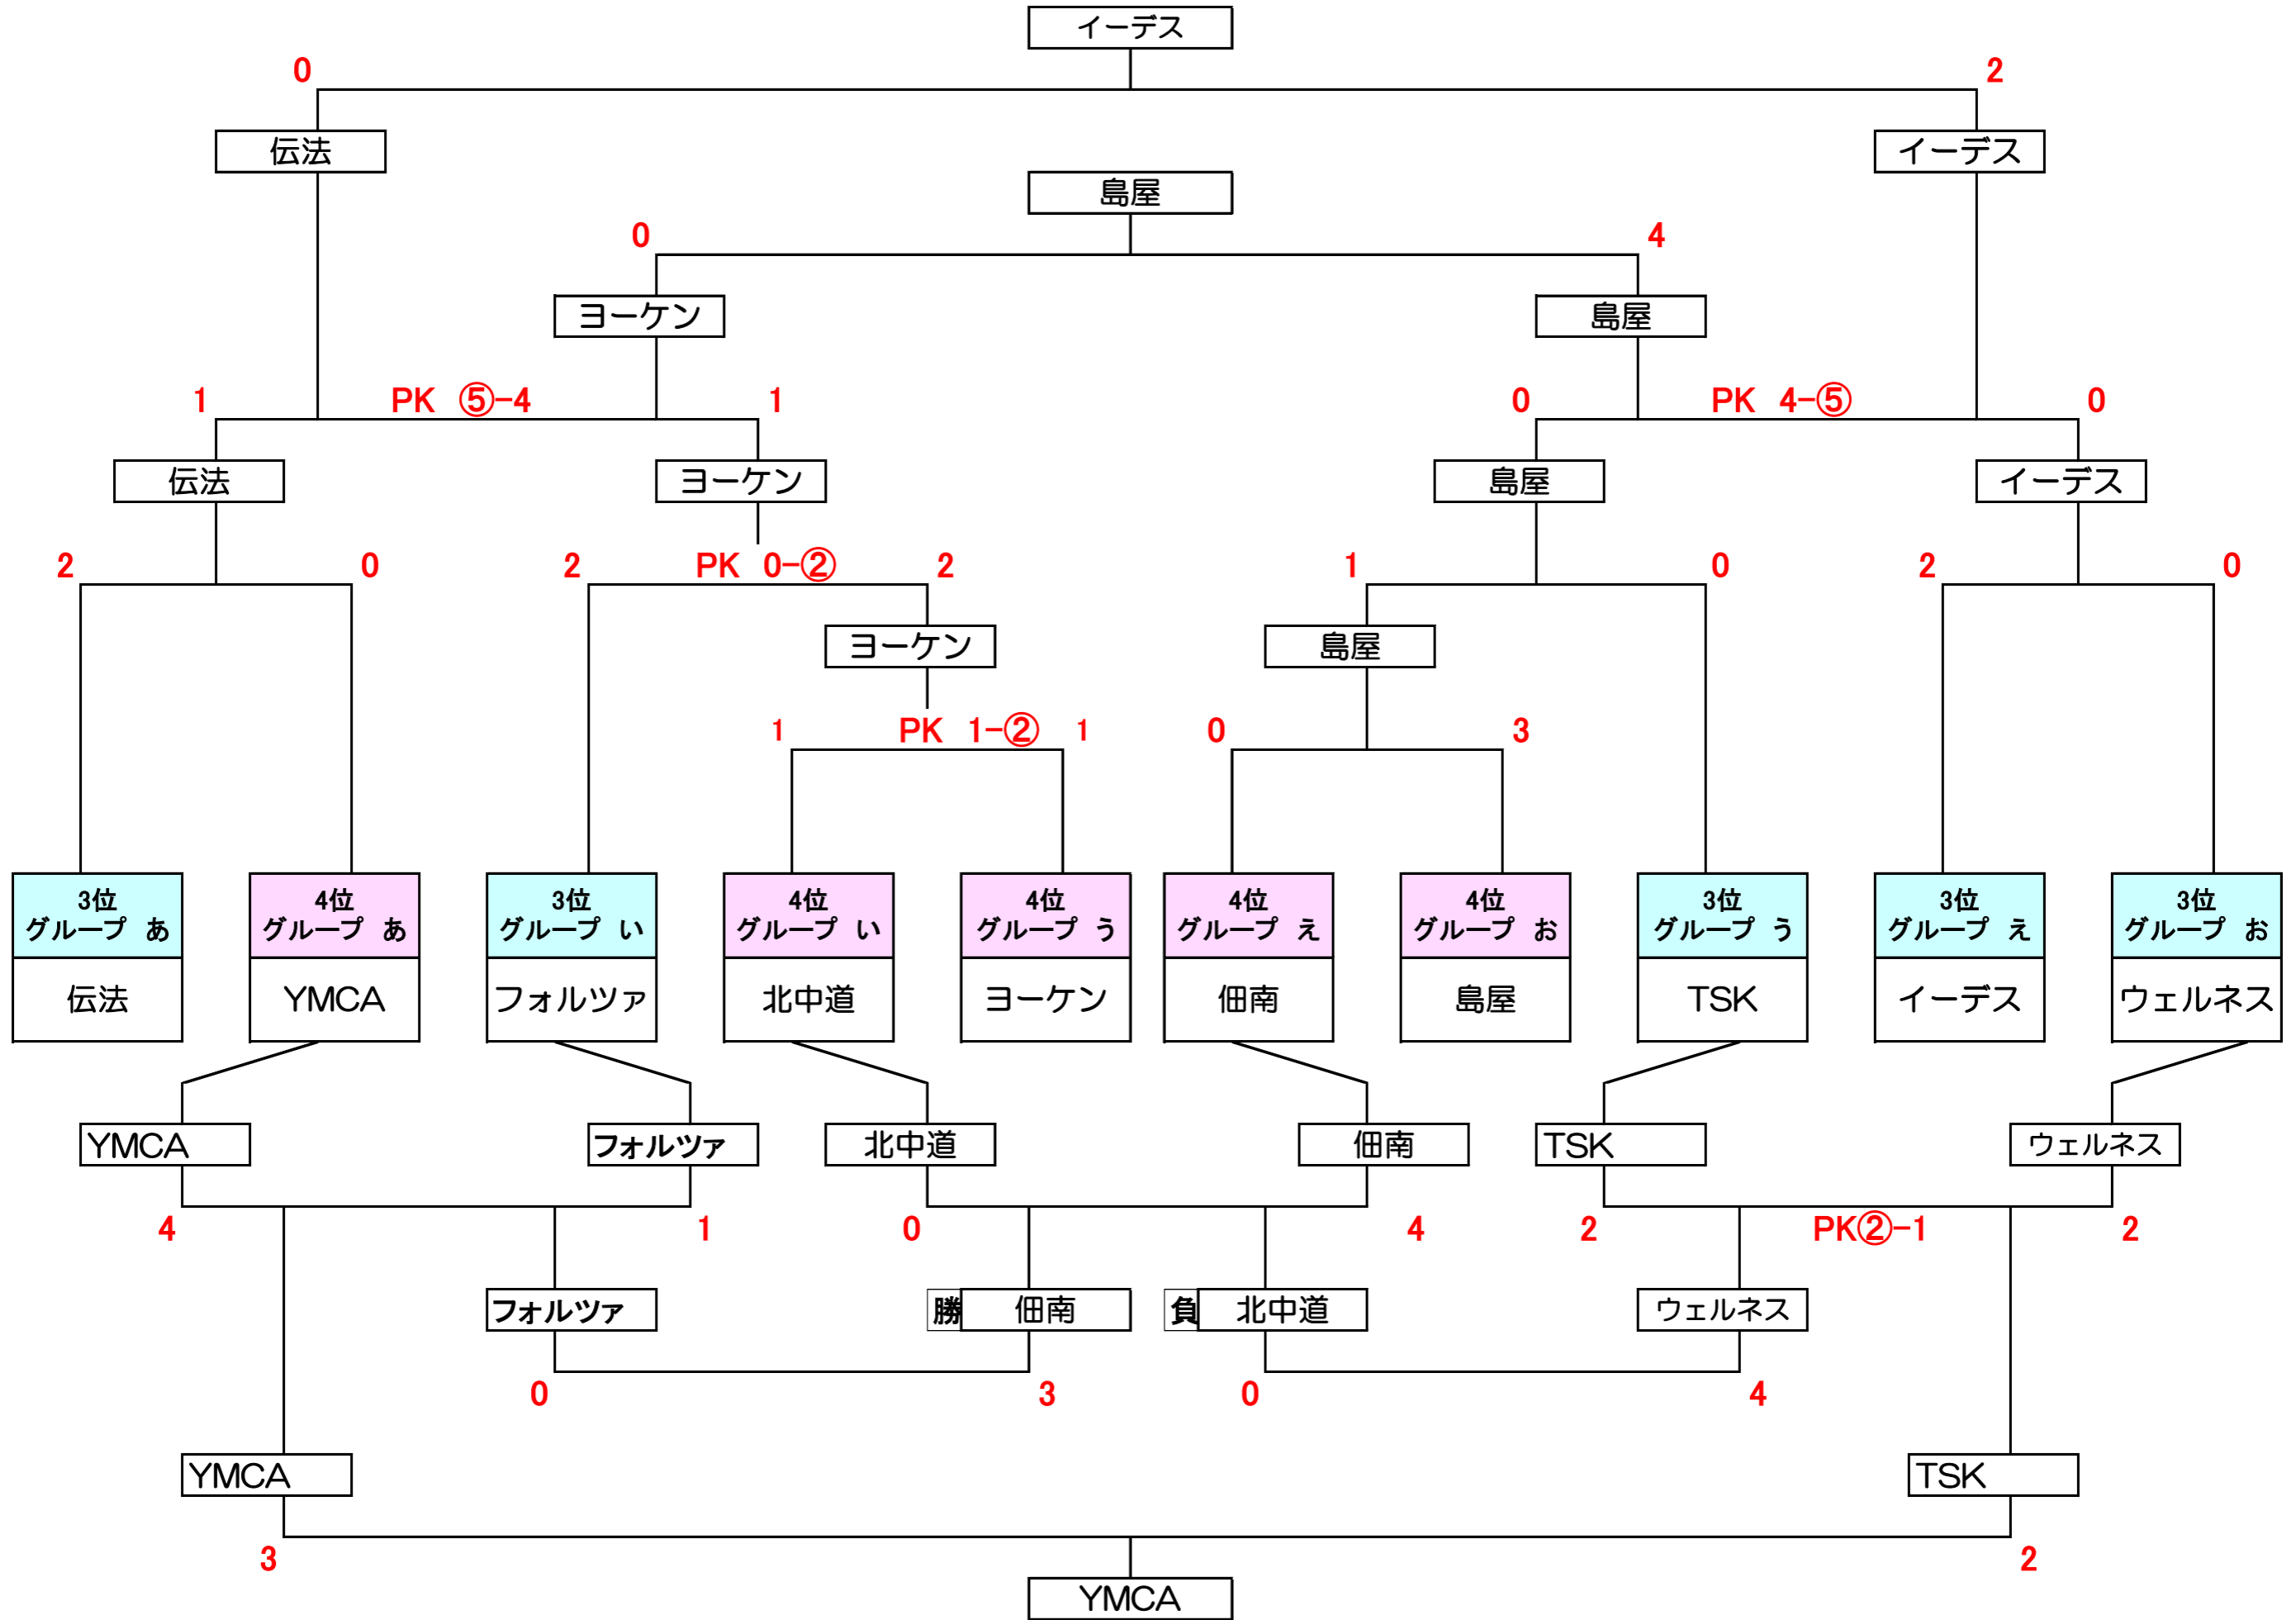 イーデス
0
2
伝法
イーデス
島屋
0
4
ヨーケン
島屋
1
PK ⑤-4
1
0
PK 4-⑤
0
伝法
ヨーケン
島屋
イーデス
2
0
2
PK 0-②
2
1
0
2
0
ヨーケン
島屋
1
PK 1-②
1
0
3
3位
グループ あ
伝法
4位
グループ あ
YMCA
3位
グループ い
フォルツァ
4位
グループ い
北中道
4位
グループ う
ヨーケン
4位
グループ え
佃南
4位
グループ お
島屋
3位
グループ う
TSK
3位
グループ え
イーデス
3位
グループ お
ウェルネス
YMCA
フォルツァ
北中道
佃南
TSK
ウェルネス
4
1
0
4
2
PK②-1
2
フォルツァ
勝 佃南
負 北中道
ウェルネス
0
3
0
4
YMCA
TSK
3
2
YMCA